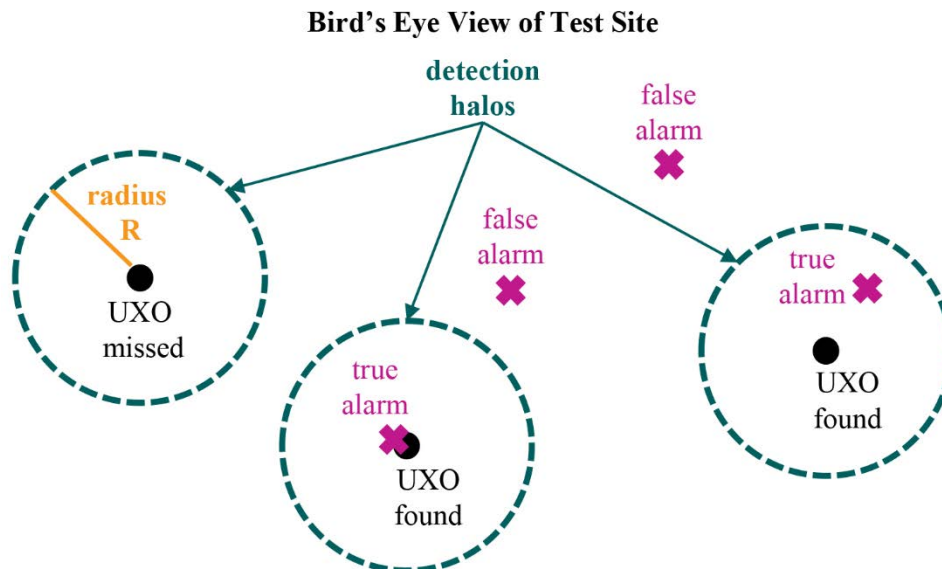 Bird’s Eye View of Test Site
detection
halos
false
alarm
radius
R
false
alarm
true
alarm
UXO
missed
true
alarm
UXO
found
UXO
found